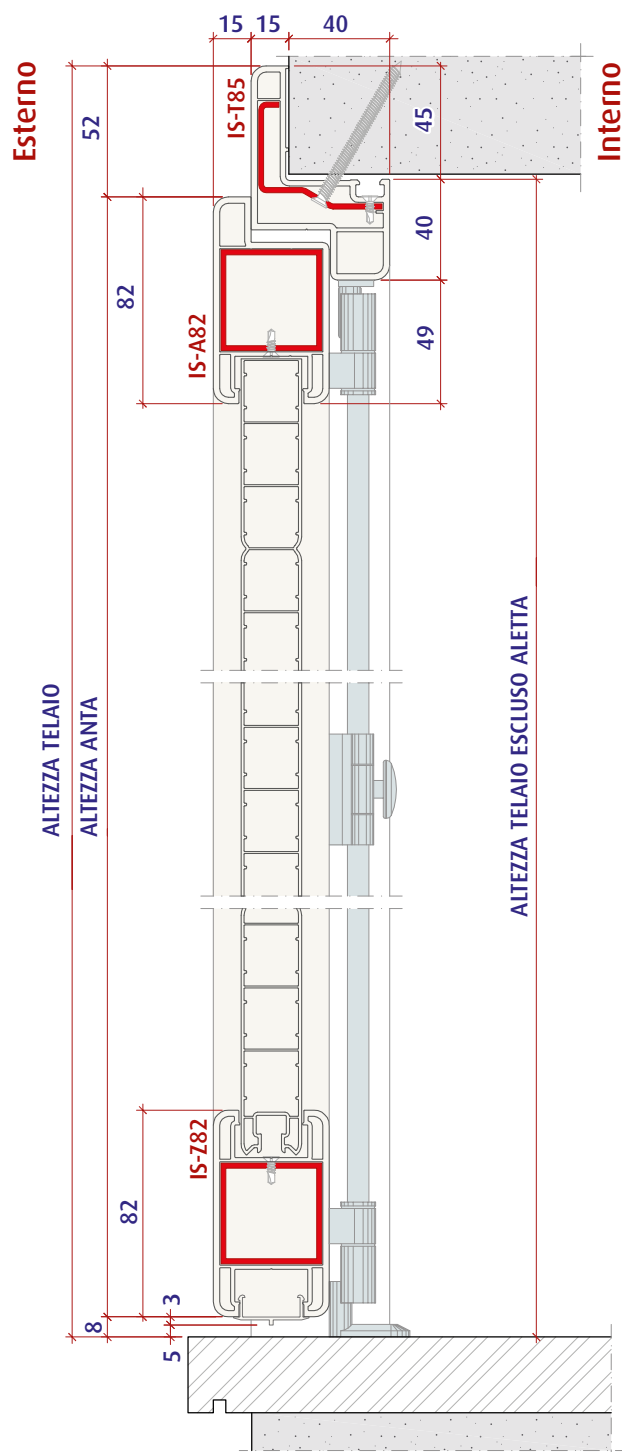 15 15 40
Esterno
Interno
IS-T85
52
45
40
82
49
IS-A82
ALTEZZA TELAIO
ALTEZZA ANTA
ALTEZZA TELAIO ESCLUSO ALETTA
IS-Z82
82
3
8
5